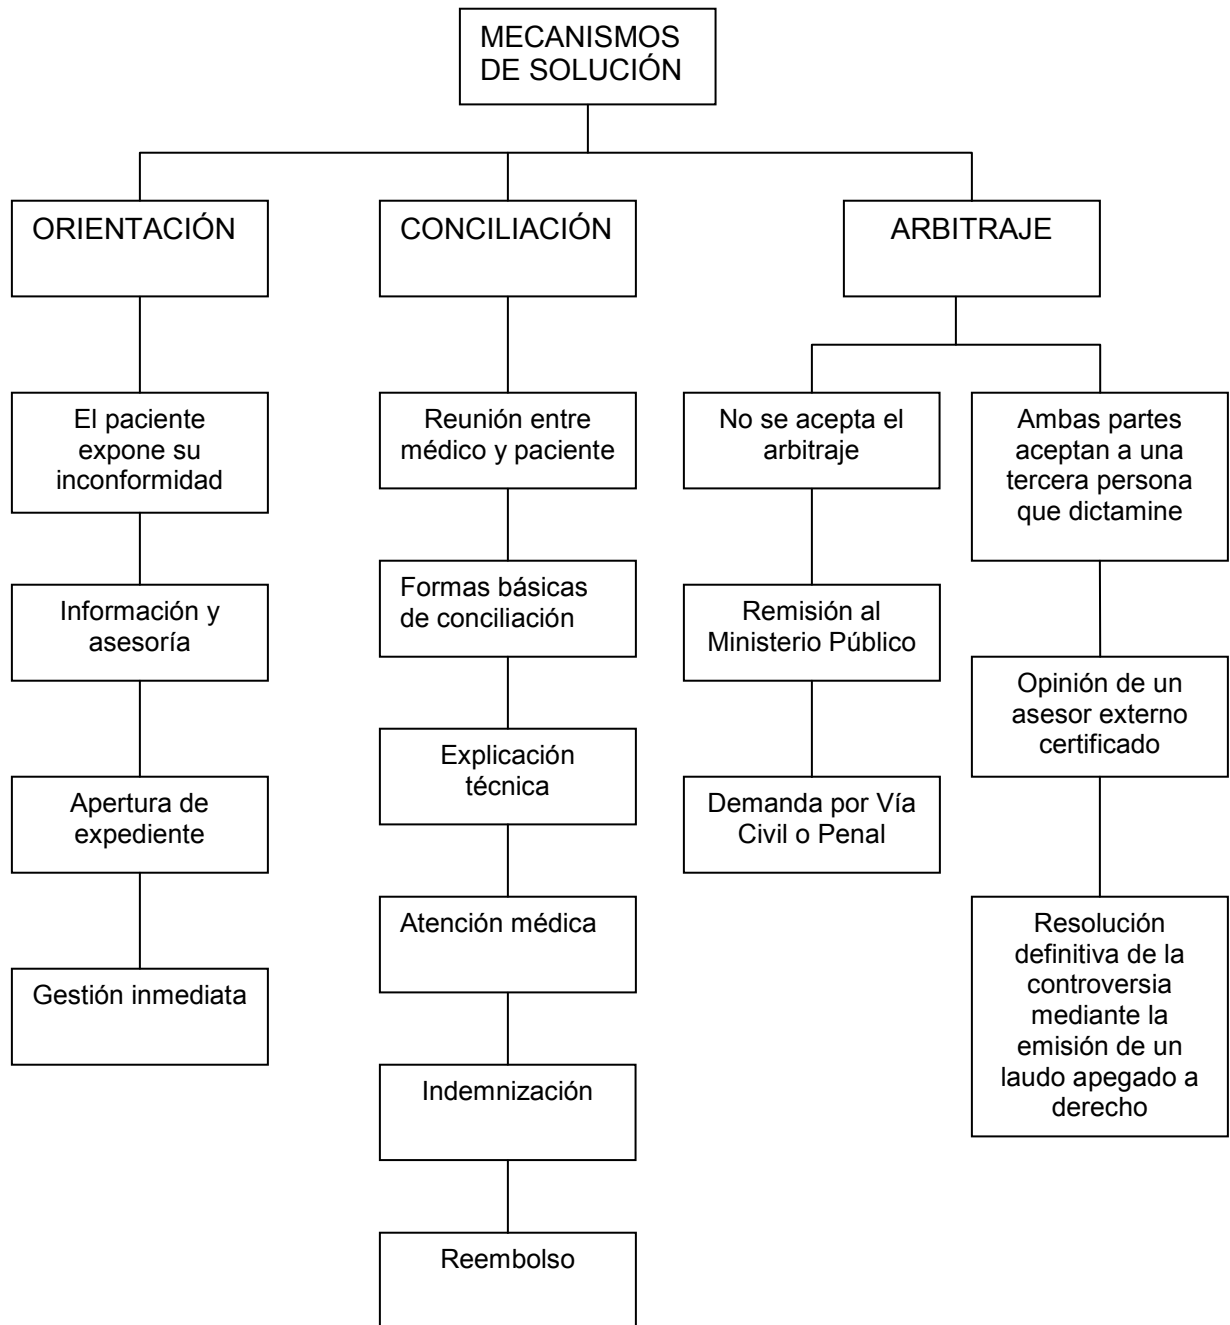 MECANISMOS
DE SOLUCIÓN
ORIENTACIÓN
CONCILIACIÓN
ARBITRAJE
El paciente
expone su
inconformidad
Información y
asesoría
Apertura de
expediente
Gestión inmediata
Reunión entre
médico y paciente
Formas básicas
de conciliación
Explicación
técnica
Atención médica
Indemnización
Reembolso
No se acepta el
arbitraje
Remisión al
Ministerio Público
Demanda por Vía
Civil o Penal
Ambas partes
aceptan a una
tercera persona
que dictamine
Opinión de un
asesor externo
certificado
Resolución
definitiva de la
controversia
mediante la
emisión de un
laudo apegado a
derecho